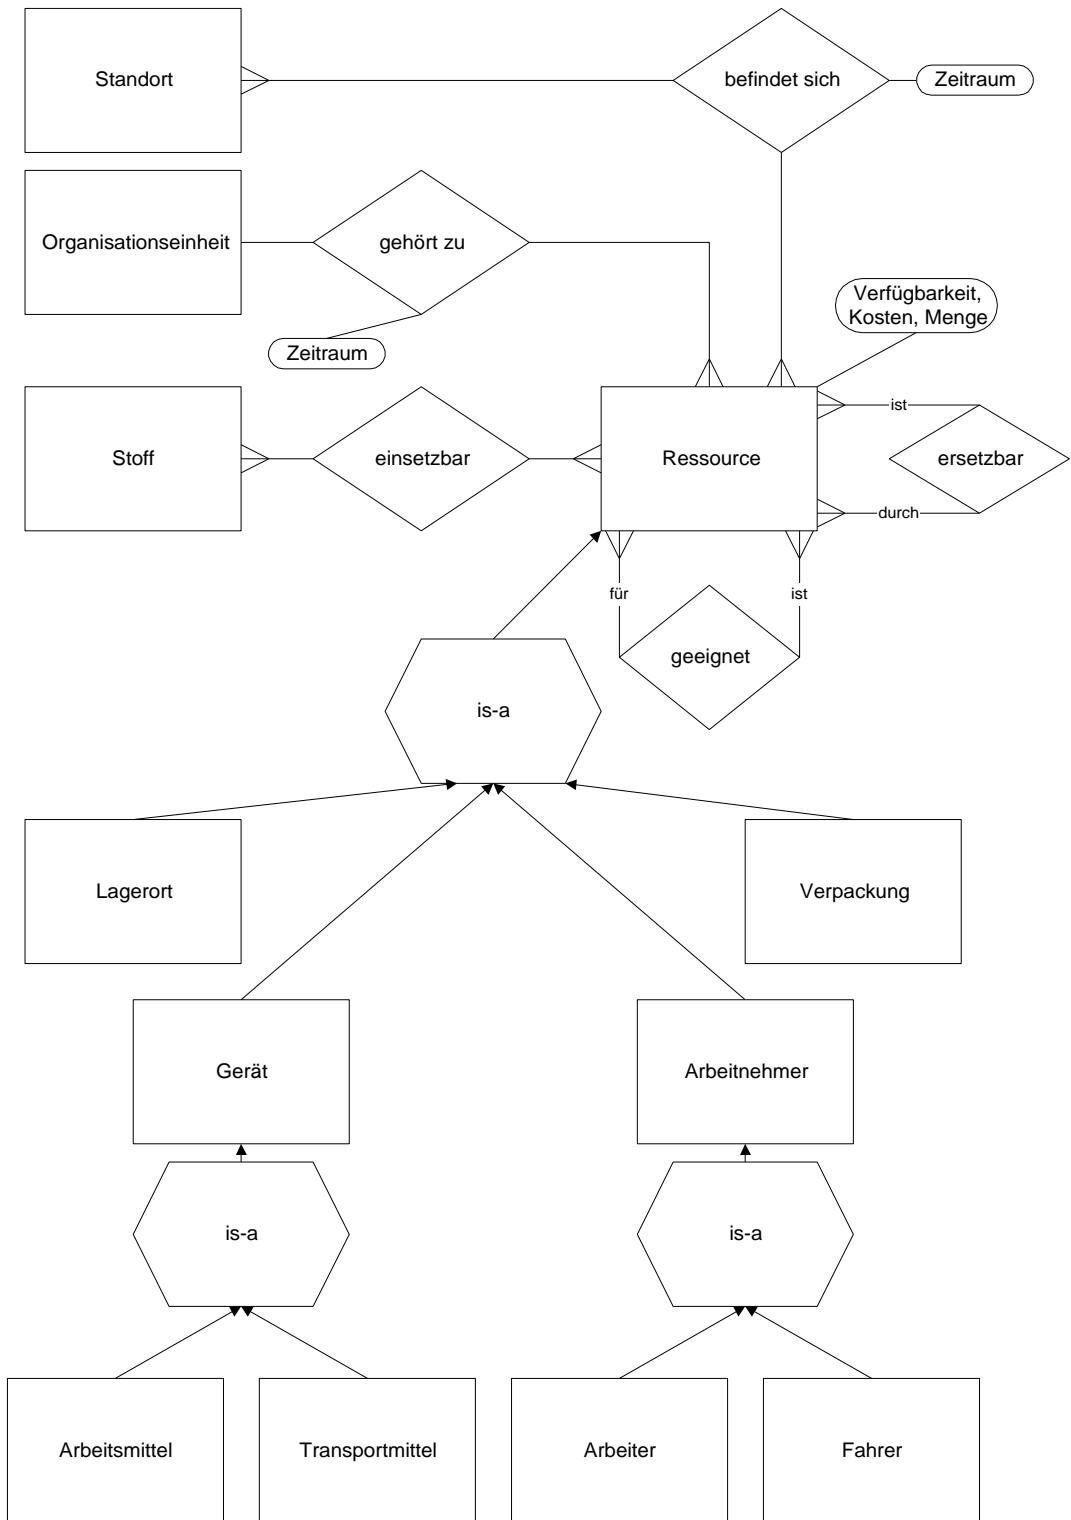 Standort
befindet sich
Zeitraum
Organisationseinheit
gehört zu
Zeitraum
Verfügbarkeit,
Kosten, Menge
Stoff
einsetzbar
Ressource
ist
ersetzbar
durch
für
ist
geeignet
is-a
Lagerort
Verpackung
Gerät
Arbeitnehmer
is-a
is-a
Arbeitsmittel
Transportmittel
Arbeiter
Fahrer